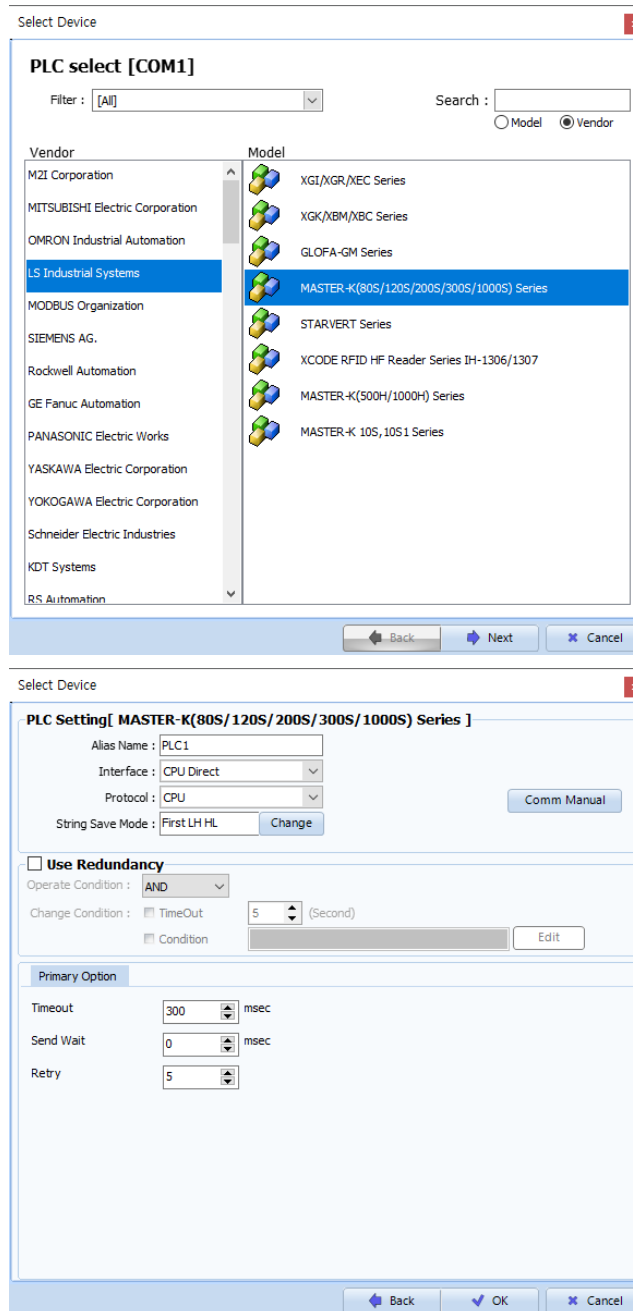 Select Device
PLC select [COM1]
Filter : [All]
Search :
Model Vendor
Vendor
M2I Corporation
MITSUBISHI Electric Corporation
OMRON Industrial Automation
LS Industrial Systems
MODBUS Organization
SIEMENS AG.
Rockwell Automation
GE Fanuc Automation
PANASONIC Electric Works
YASKAWA Electric Corporation
YOKOGAWA Electric Corporation
Schneider Electric Industries
KDT Systems
RS Automation
Model
XGI/XGR/XEC Series
XGK/XBM/XBC Series
GLOFA-GM Series
MASTER-K(80S/120S/200S/300S/1000S) Series
STARVERT Series
XCODE RFID HF Reader Series IH-1306/1307
MASTER-K(500H/1000H) Series
MASTER-K 10S,10S1 Series
Back Next Cancel
Select Device
PLC Setting[ MASTER-K(80S/120S/200S/300S/1000S) Series ]
Alias Name : PLC1
Interface : CPU Direct
Protocol : CPU
Comm Manual
String Save Mode : First LH HL Change
Use Redundancy
Operate Condition : AND
Change Condition : TimeOut 5 (Second)
Condition Edit
Primary Option
Timeout 300 msec
Send Wait 0 msec
Retry 5
Back OK Cancel